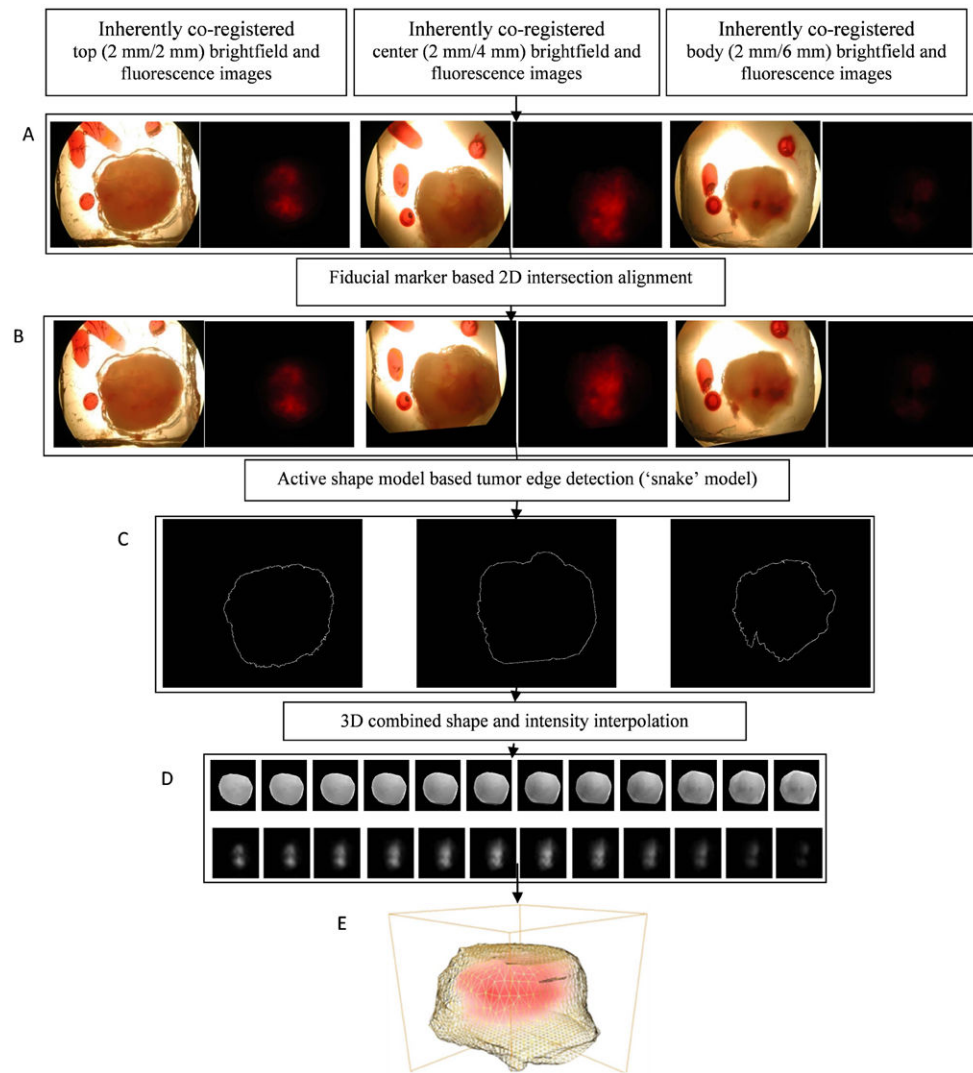 Inherently co-registered
top (2 mm/2 mm) brightfield and
fluorescence images
Inherently co-registered
center (2 mm/4 mm) brightfield and
fluorescence images
Inherently co-registered
body (2 mm/6 mm) brightfield and
fluorescence images
A
Fiducial marker based 2D intersection alignment
B
Active shape model based tumor edge detection (‘snake’ model)
C
3D combined shape and intensity interpolation
D
E